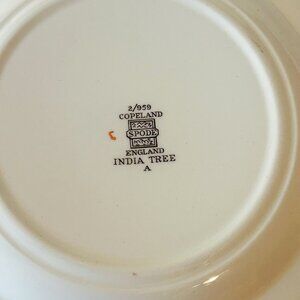 2/959
COPELAND
SPODE
ENGLAND
INDIA TREE
A